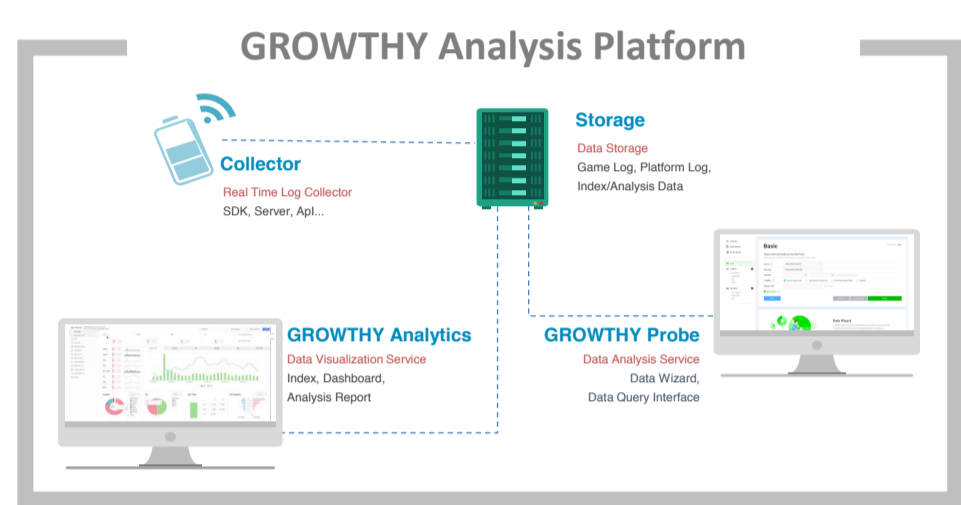 GROWTHY Analysis Platform
Storage
Data Storage
Game Log, Platform Log,
Index/Analysis Data
Collector
Real Time Log Collector
SDK, Server, ApI...
Basic
GROWTHY Analytics
Data Visualization Service
Index, Dashboard,
Analysis Report
GROWTHY Probe
Data Analysis Service
Data Wizard,
Data Query Interface
Data Wizard